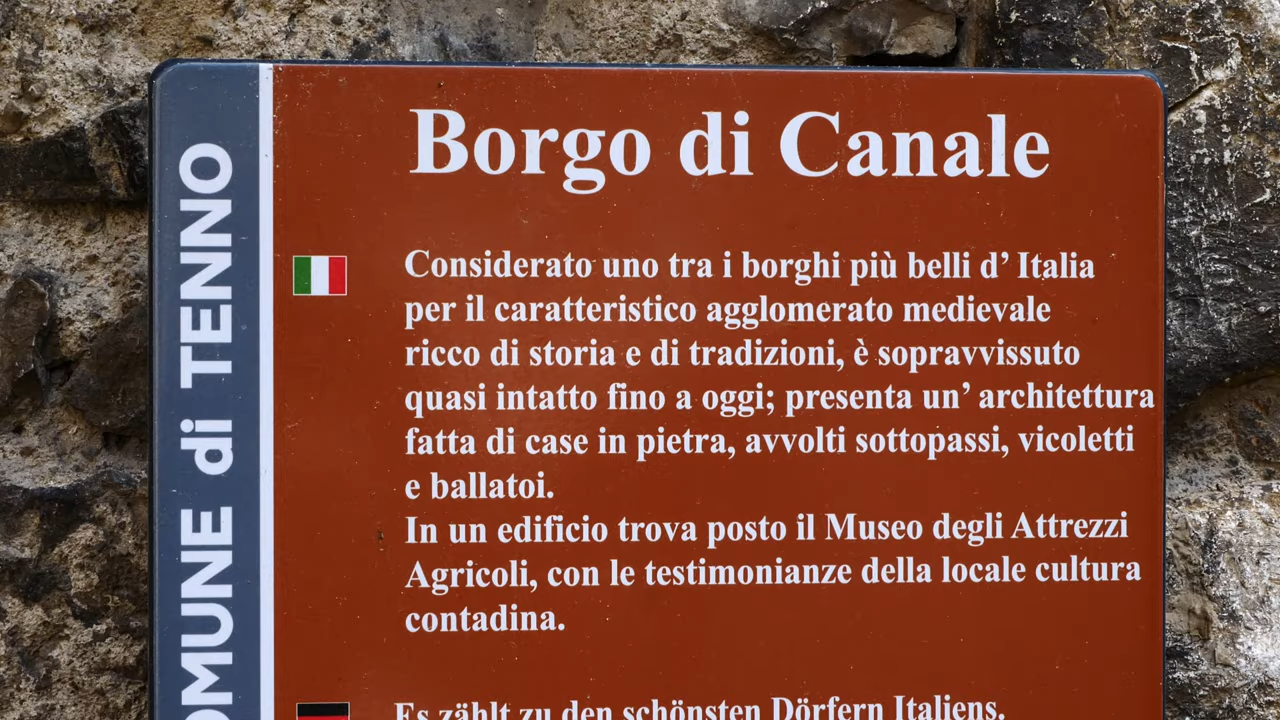 Borgo di Canale
OMUNE di TENNO
Considerato uno tra i borghi più belli d’ Italia
per il caratteristico agglomerato medievale
ricco di storia e di tradizioni, è sopravvissuto
quasi intatto fino a oggi; presenta un’ architettura
fatta di case in pietra, avvolti sottopassi, vicoletti
e ballatoi.
In un edificio trova posto il Museo degli Attrezzi
Agricoli, con le testimonianze della locale cultura
contadina.
Es zählt zu den schönsten Dörfern Italiens.